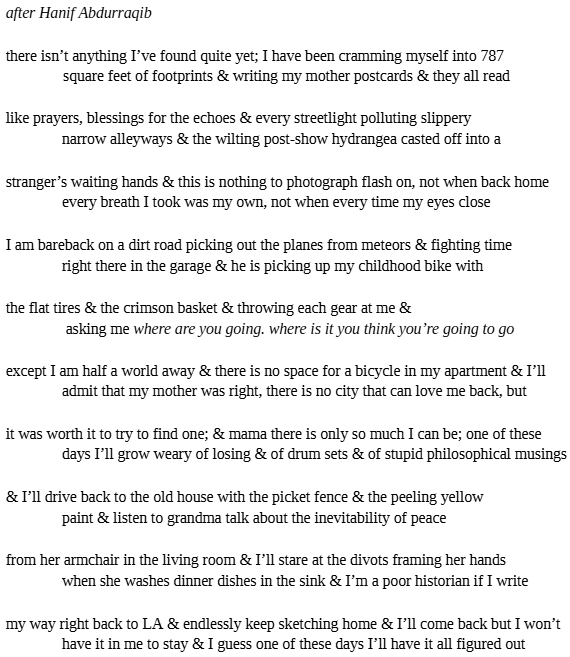 after Hanif Abdurraqib
there isn’t anything I’ve found quite yet; I have been cramming myself into 787
square feet of footprints & writing my mother postcards & they all read
like prayers, blessings for the echoes & every streetlight polluting slippery
narrow alleyways & the wilting post-show hydrangea casted off into a
stranger’s waiting hands & this is nothing to photograph flash on, not when back home
every breath I took was my own, not when every time my eyes close
I am bareback on a dirt road picking out the planes from meteors & fighting time
right there in the garage & he is picking up my childhood bike with
the flat tires & the crimson basket & throwing each gear at me &
asking me where are you going. where is it you think you’re going to go
except I am half a world away & there is no space for a bicycle in my apartment & I’ll
admit that my mother was right, there is no city that can love me back, but
it was worth it to try to find one; & mama there is only so much I can be; one of these
days I’ll grow weary of losing & of drum sets & of stupid philosophical musings
& I’ll drive back to the old house with the picket fence & the peeling yellow
paint & listen to grandma talk about the inevitability of peace
from her armchair in the living room & I’ll stare at the divots framing her hands
when she washes dinner dishes in the sink & I’m a poor historian if I write
my way right back to LA & endlessly keep sketching home & I’ll come back but I won’t
have it in me to stay & I guess one of these days I’ll have it all figured out